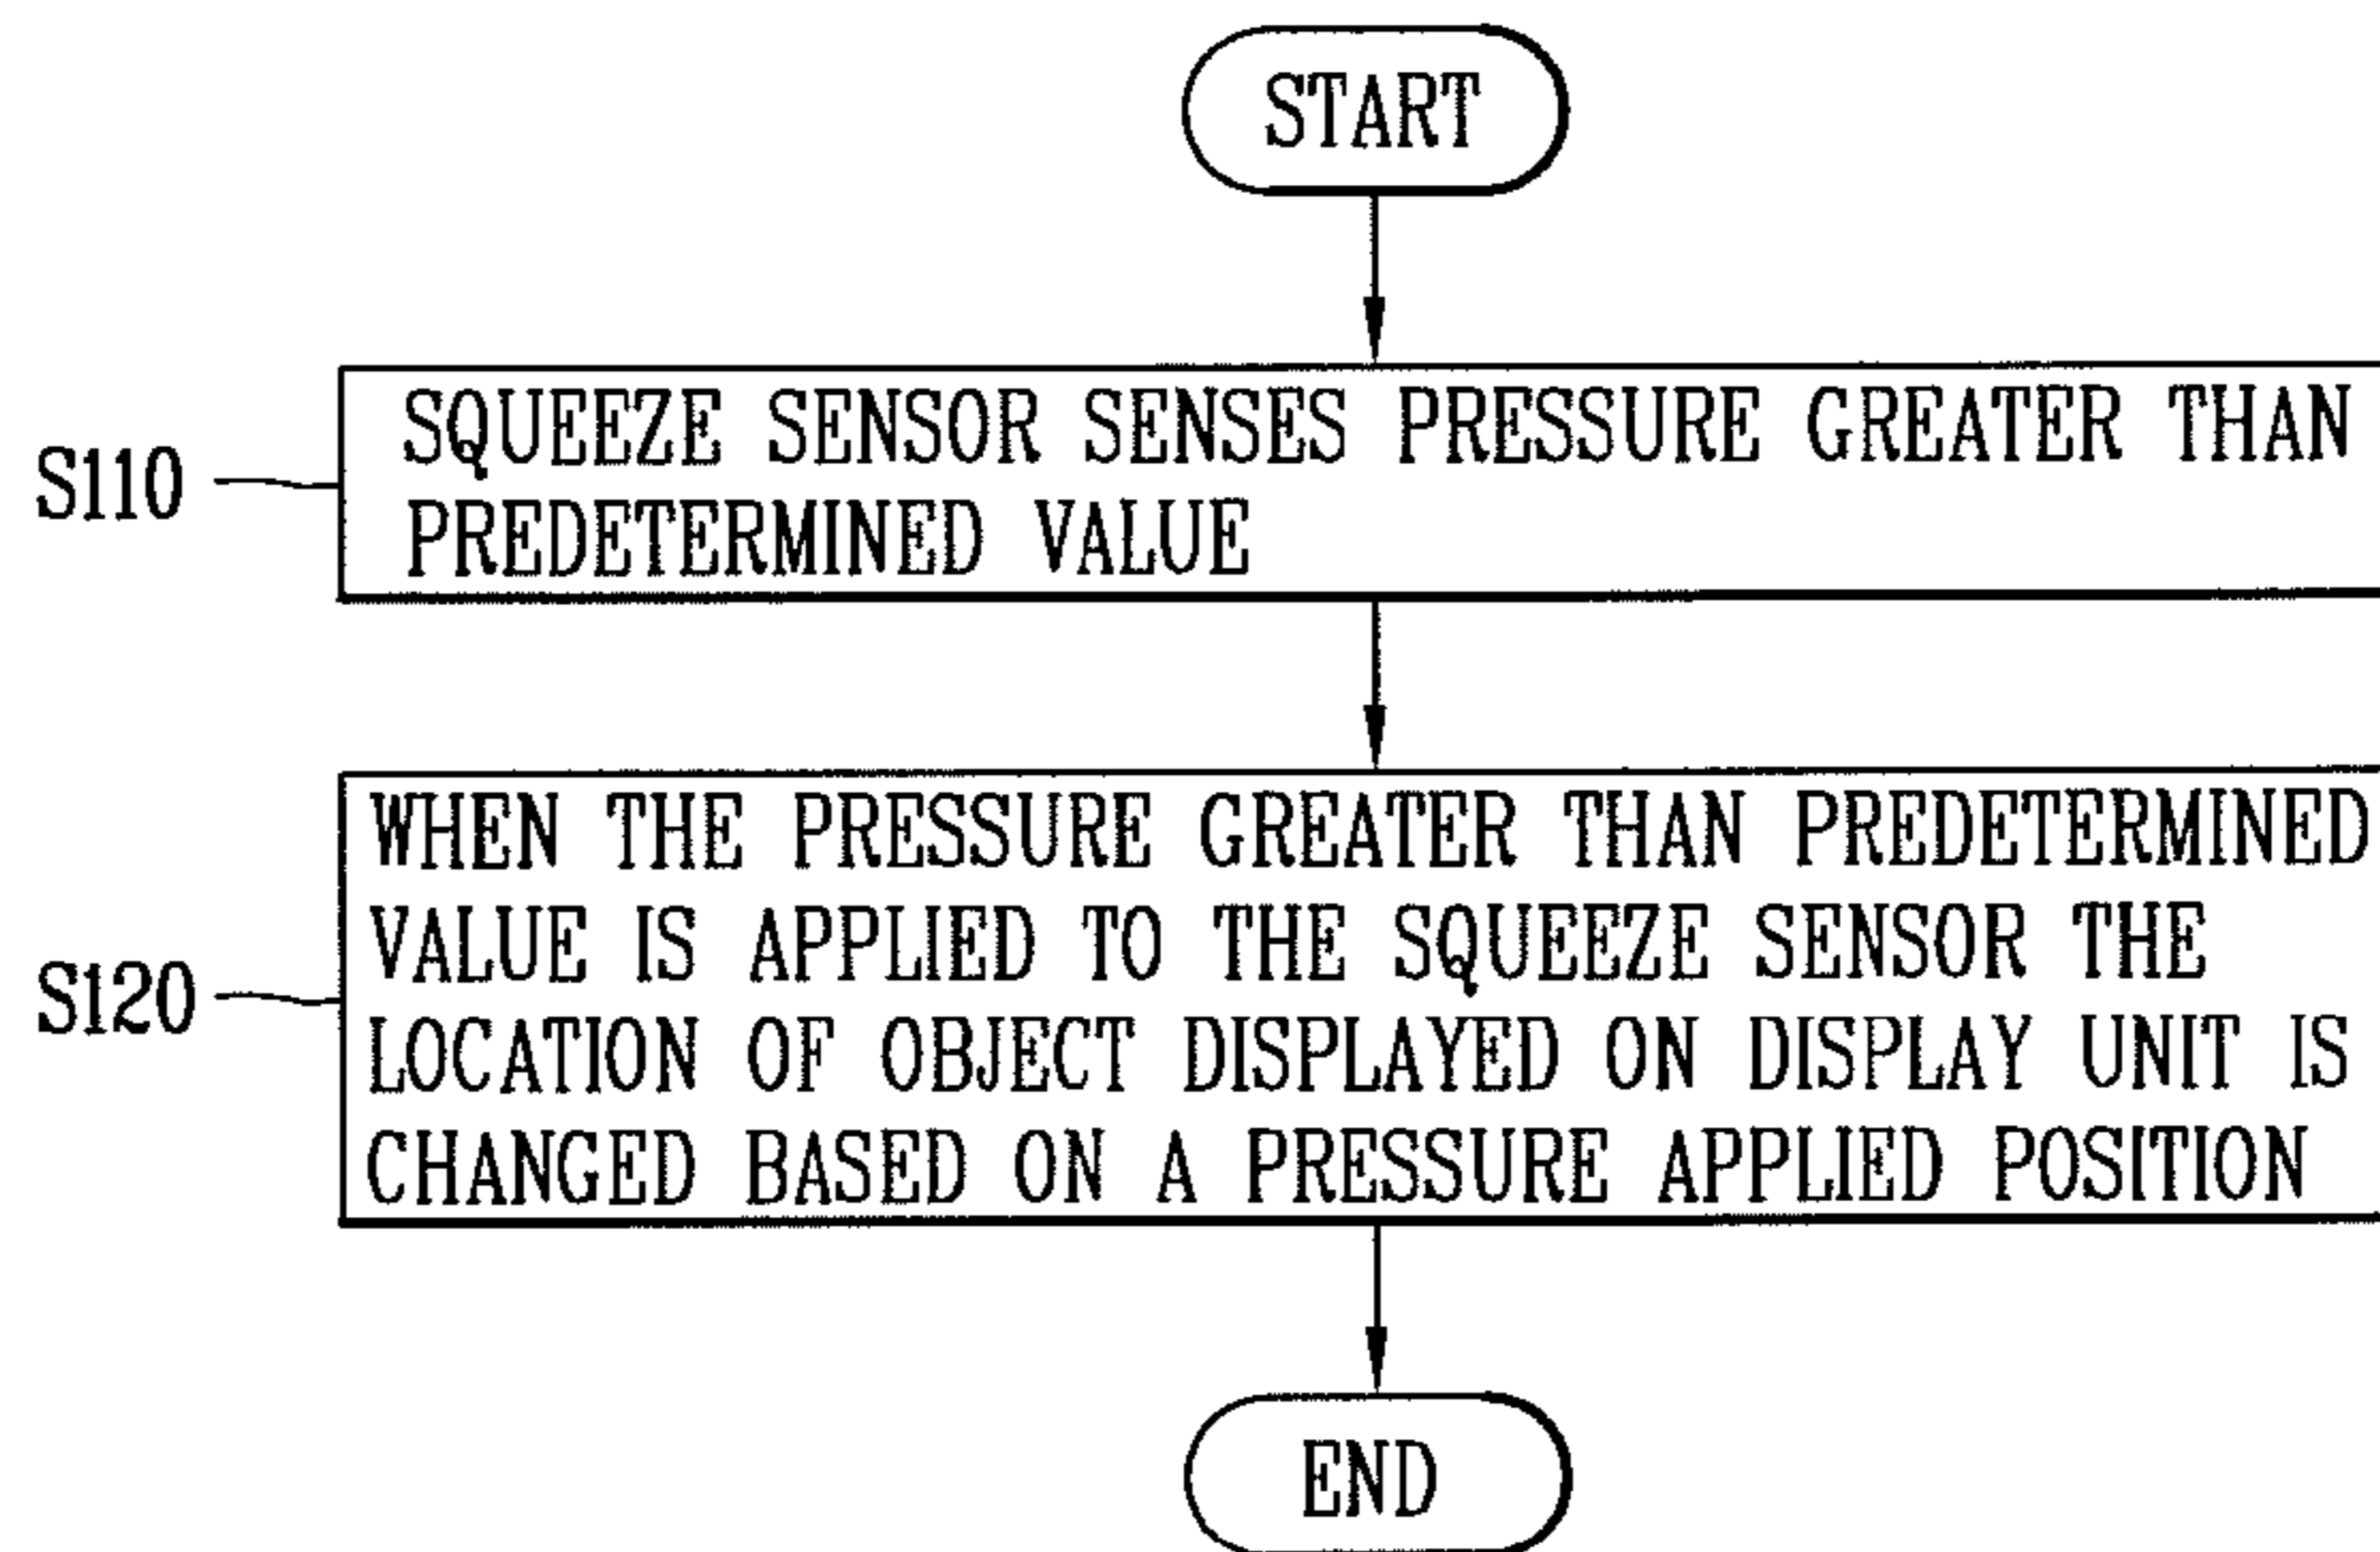 START
S110
SQUEEZE SENSOR SENSES PRESSURE GREATER THAN
PREDETERMINED VALUE
S120
WHEN THE PRESSURE GREATER THAN PREDETERMINED
VALUE IS APPLIED TO THE SQUEEZE SENSOR THE
LOCATION OF OBJECT DISPLAYED ON DISPLAY UNIT IS
CHANGED BASED ON A PRESSURE APPLIED POSITION
END